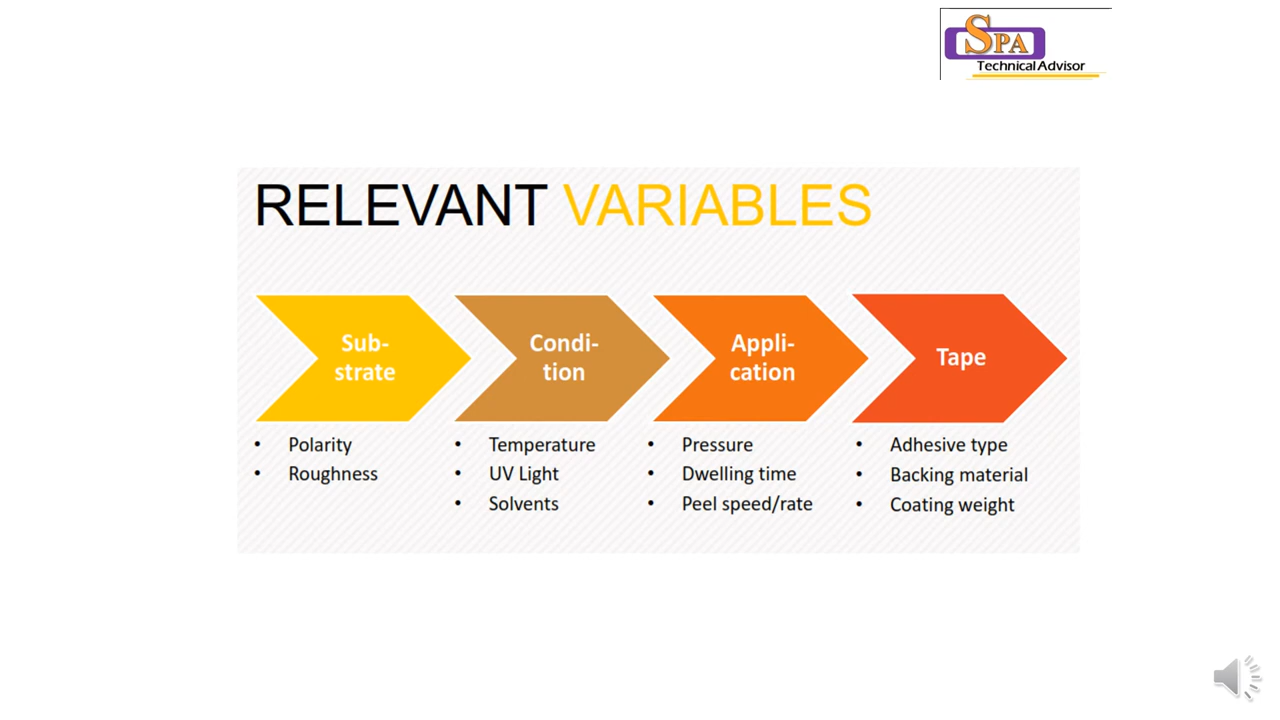 SPA
Technical Advisor
RELEVANT VARIABLES
Sub-
strate
• Polarity
• Roughness
Condi-
tion
• Temperature
• UV Light
• Solvents
Appli-
cation
• Pressure
• Dwelling time
• Peel speed/rate
Tape
• Adhesive type
• Backing material
• Coating weight